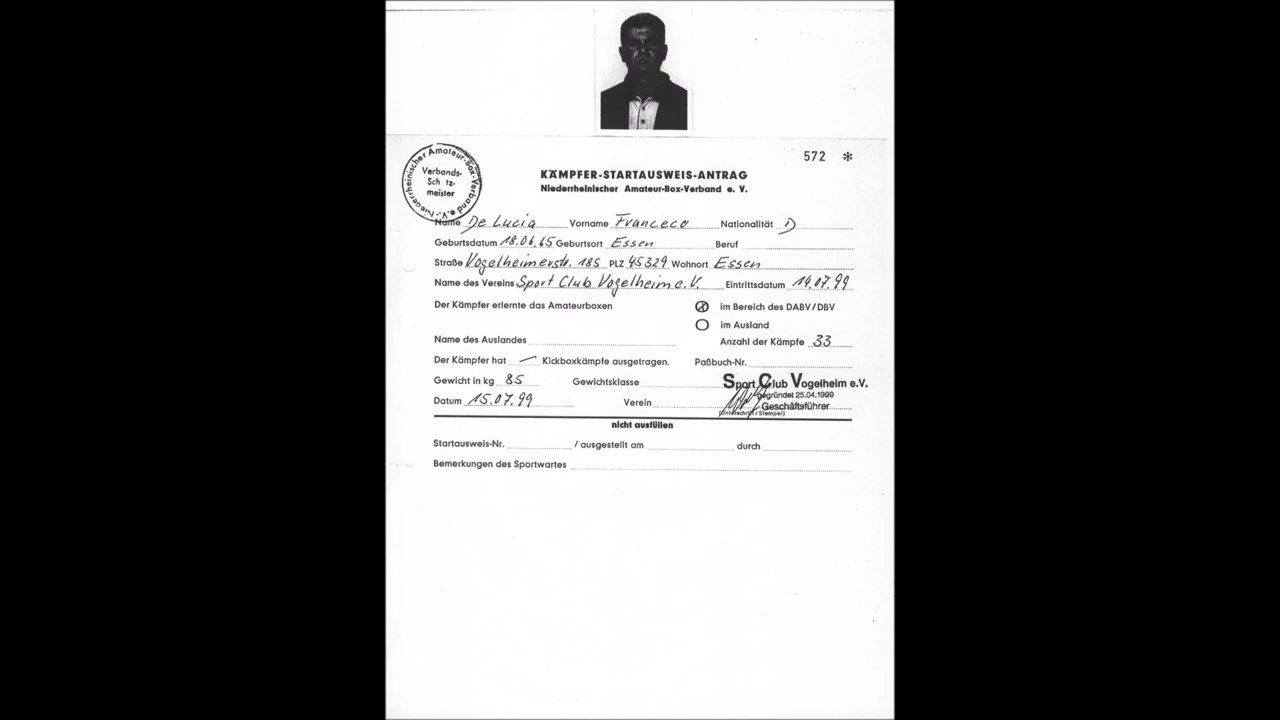 572 *
Niederrheinischer Amateur-Box-Verband e.V.
Verbands-
Sch tz-
meister
KÄMPFER-STARTAUSWEIS-ANTRAG
Niederrheinischer Amateur-Box-Verband e. V.
Name De Lucia Vorname Franceco Nationalität D
Geburtsdatum 18.06.65 Geburtsort Essen Beruf
Straße Vogelheimerstr. 185 PLZ 45329 Wohnort Essen
Name des Vereins Sport Club Vogelheim e.V. Eintrittsdatum 14.07.99
Der Kämpfer erlernte das Amateurboxen im Bereich des DABV/DBV
im Ausland
Name des Auslandes Anzahl der Kämpfe 33
Der Kämpfer hat — Kickboxkämpfe ausgetragen. Paßbuch-Nr.
Gewicht in kg 85 Gewichtsklasse Sport Club Vogelheim e.V.
gegründet 25.04.1999
Datum 15.07.99 Verein Geschäftsführer
(Unterschrift/Stempel)
nicht ausfüllen
Startausweis-Nr. / ausgestellt am durch
Bemerkungen des Sportwartes